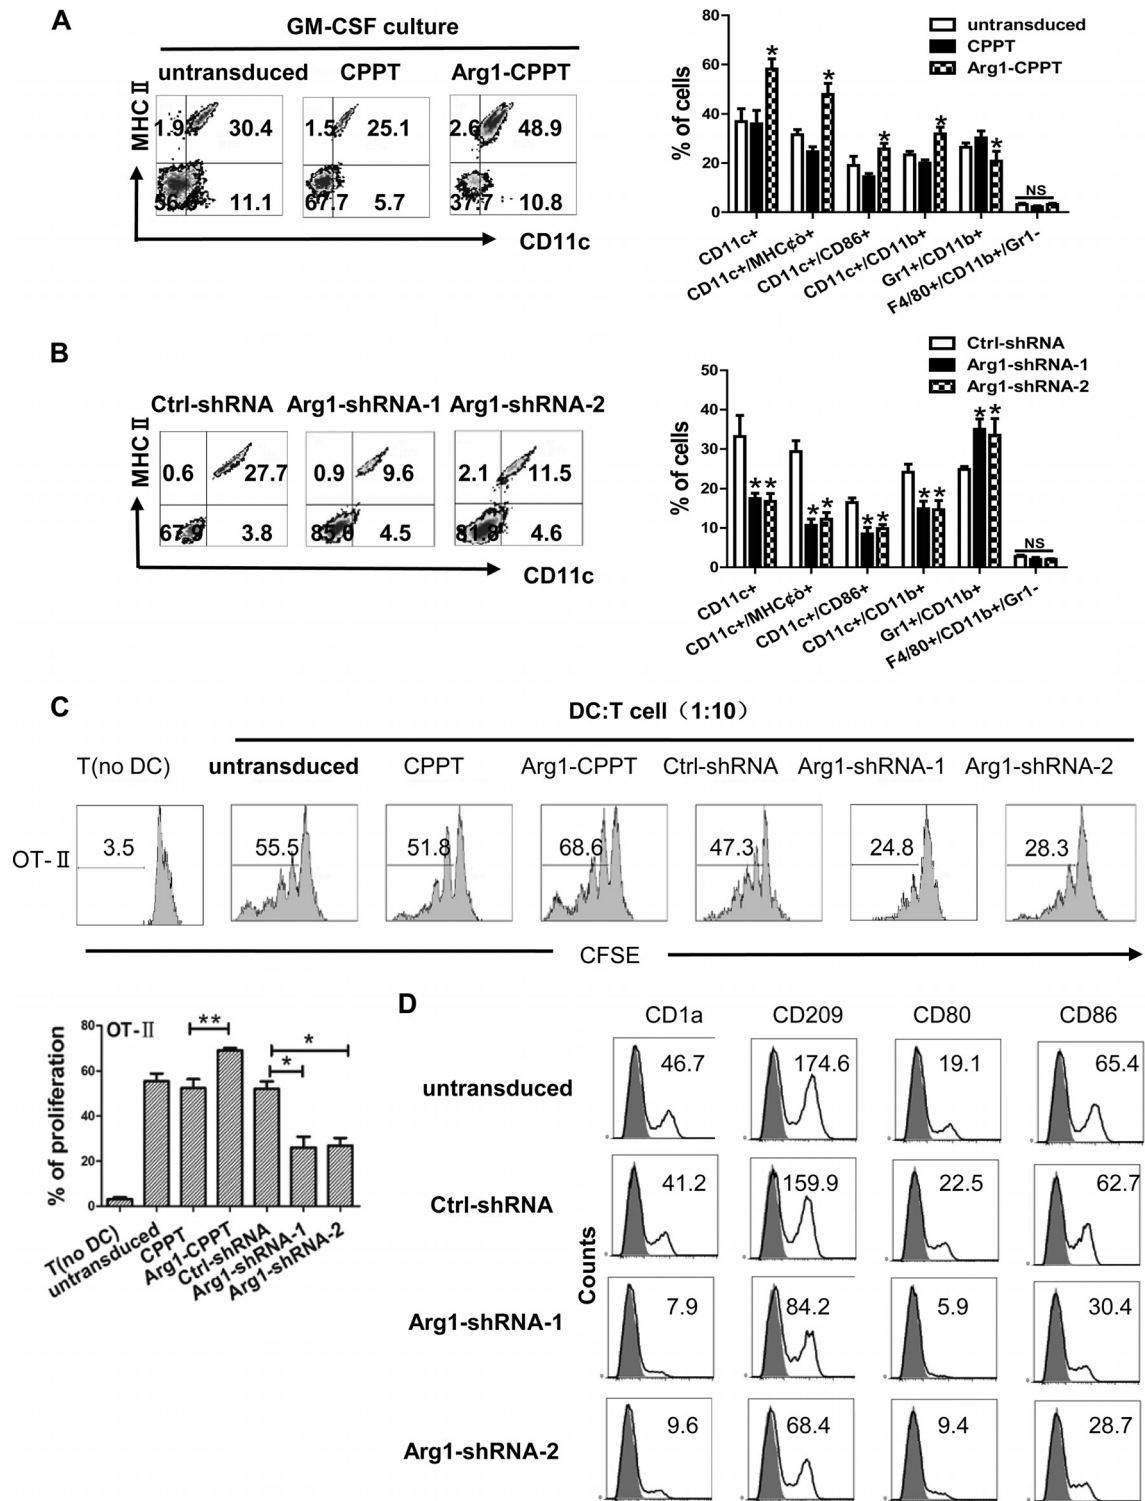 A
GM-CSF culture
untransduced CPPT Arg1-CPPT
MHC II
1.9 30.4 1.5 25.1 2.6 48.9
11.1 67.7 5.7 37.7 10.8
CD11c
% of cells
80
60
40
20
0
untransduced
CPPT
Arg1-CPPT
* * * * * NS
CD11c+
CD11c+/MHC¢ò+
CD11c+/CD86+
CD11c+/CD11b+
Gr1+/CD11b+
F4/80+/CD11b+/Gr1-
B
Ctrl-shRNA Arg1-shRNA-1 Arg1-shRNA-2
MHC II
0.6 27.7 0.9 9.6 2.1 11.5
67.9 3.8 85.0 4.5 81.8 4.6
CD11c
% of cells
50
40
30
20
10
0
Ctrl-shRNA
Arg1-shRNA-1
Arg1-shRNA-2
** ** ** ** ** NS
CD11c+
CD11c+/MHC¢ò+
CD11c+/CD86+
CD11c+/CD11b+
Gr1+/CD11b+
F4/80+/CD11b+/Gr1-
C
DC:T cell（1:10）
T(no DC) untransduced CPPT Arg1-CPPT Ctrl-shRNA Arg1-shRNA-1 Arg1-shRNA-2
OT-II
3.5 55.5 51.8 68.6 47.3 24.8 28.3
CFSE
% of proliferation
80
60
40
20
0
OT-II
**
*
*
T(no DC)
untransduced
CPPT
Arg1-CPPT
Ctrl-shRNA
Arg1-shRNA-1
Arg1-shRNA-2
D
CD1a CD209 CD80 CD86
untransduced 46.7 174.6 19.1 65.4
Ctrl-shRNA 41.2 159.9 22.5 62.7
Counts
Arg1-shRNA-1 7.9 84.2 5.9 30.4
Arg1-shRNA-2 9.6 68.4 9.4 28.7